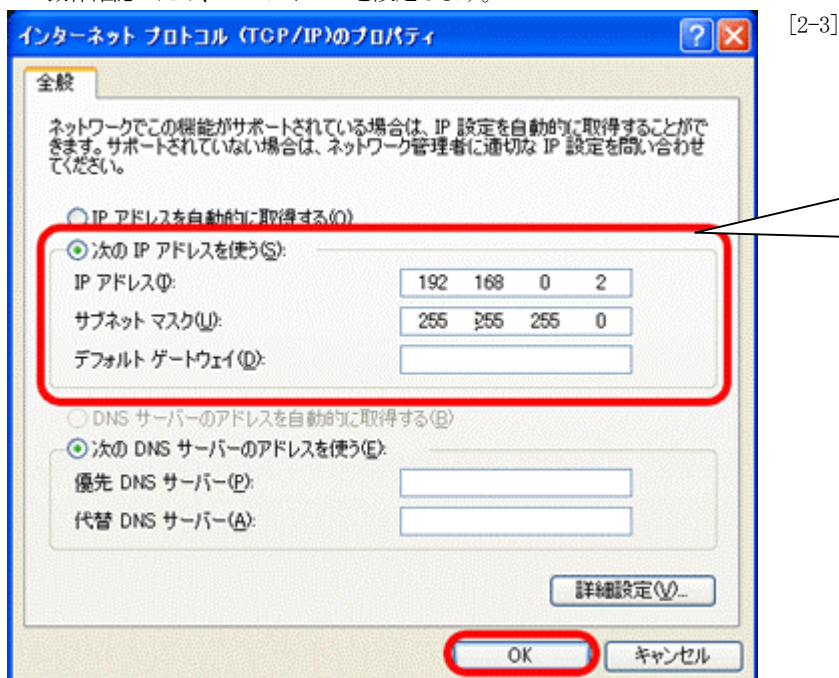 インターネット プロトコル (TCP/IP)のプロパティ
[2-3]
全般
ネットワークでこの機能がサポートされている場合は、IP 設定を自動的に取得することがで
きます。サポートされていない場合は、ネットワーク管理者に適切な IP 設定を問い合わせ
てください。
IP アドレスを自動的に取得する(O)
次の IP アドレスを使う(S):
IP アドレス(I): 192 168 0 2
サブネット マスク(U): 255 255 255 0
デフォルト ゲートウェイ(D):
DNS サーバーのアドレスを自動的に取得する(B)
次の DNS サーバーのアドレスを使う(E):
優先 DNS サーバー(P):
代替 DNS サーバー(A):
詳細設定(V)...
OK キャンセル